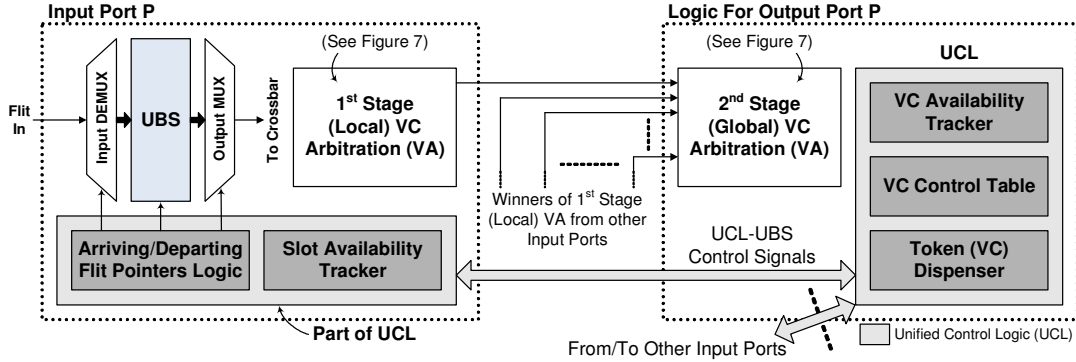 Input Port P
Logic For Output Port P
(See Figure 7)
(See Figure 7)
UCL
Flit
In
Input DEMUX
UBS
Output MUX
To Crossbar
1st Stage
(Local) VC
Arbitration (VA)
2nd Stage
(Global) VC
Arbitration (VA)
VC Availability
Tracker
VC Control Table
Token (VC)
Dispenser
Winners of 1st Stage
(Local) VA from other
Input Ports
Arriving/Departing
Flit Pointers Logic
Slot Availability
Tracker
UCL-UBS
Control Signals
Part of UCL
From/To Other Input Ports
Unified Control Logic (UCL)